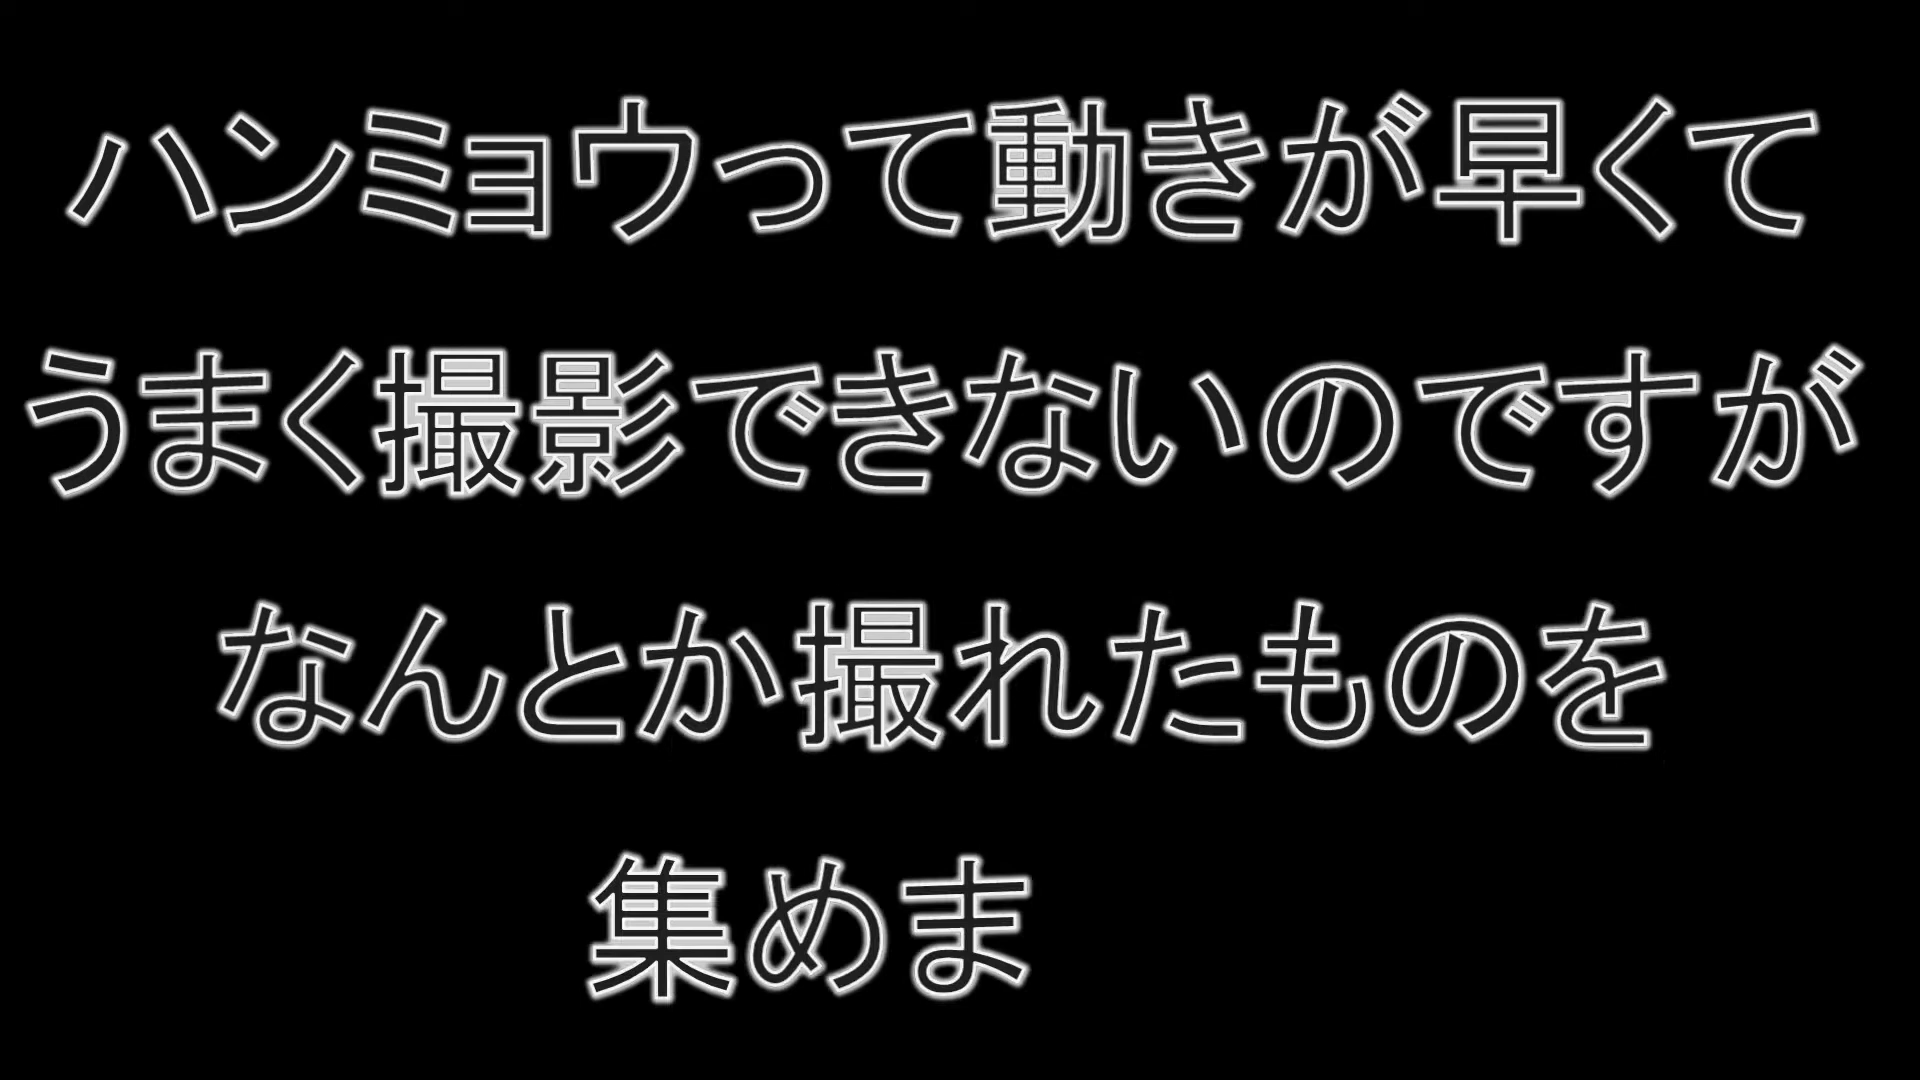 ハンミョウって動きが早くて
うまく撮影できないのですが
なんとか撮れたものを
集めま